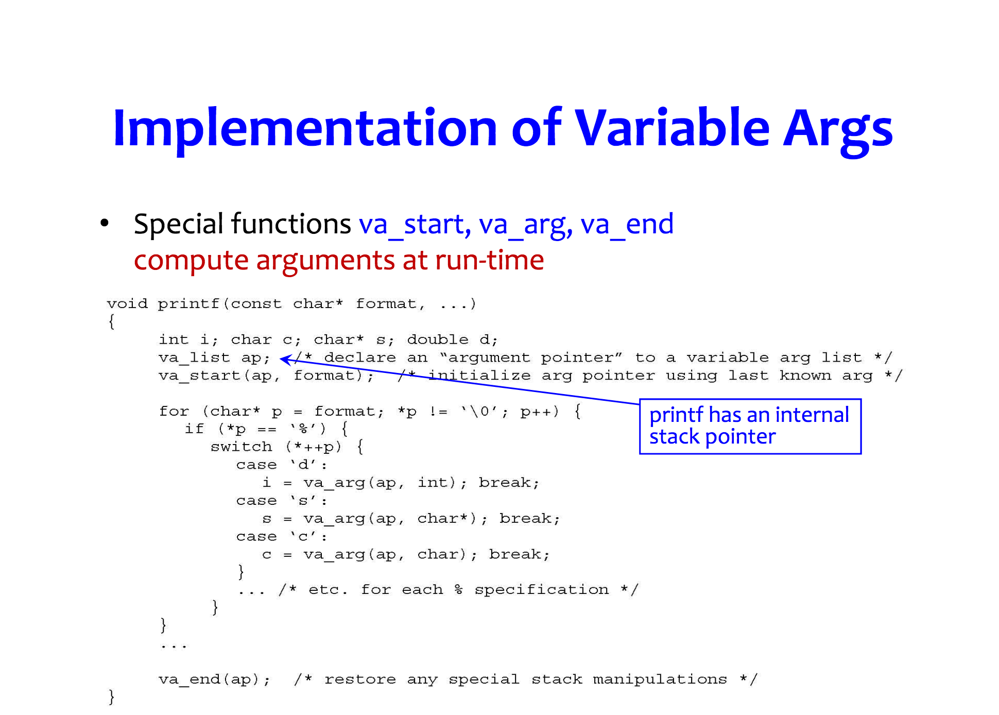 Implementation of Variable Args
• Special functions va_start, va_arg, va_end
compute arguments at run-time
void printf(const char* format, ...)
{
int i; char c; char* s; double d;
va_list ap; /* declare an “argument pointer” to a variable arg list */
va_start(ap, format); /* initialize arg pointer using last known arg */
for (char* p = format; *p != ‘\0’; p++) {
printf has an internal
stack pointer
if (*p == ‘%’) {
switch (*++p) {
case ‘d’:
i = va_arg(ap, int); break;
case ‘s’:
s = va_arg(ap, char*); break;
case ‘c’:
c = va_arg(ap, char); break;
}
... /* etc. for each % specification */
}
}
...
va_end(ap); /* restore any special stack manipulations */
}